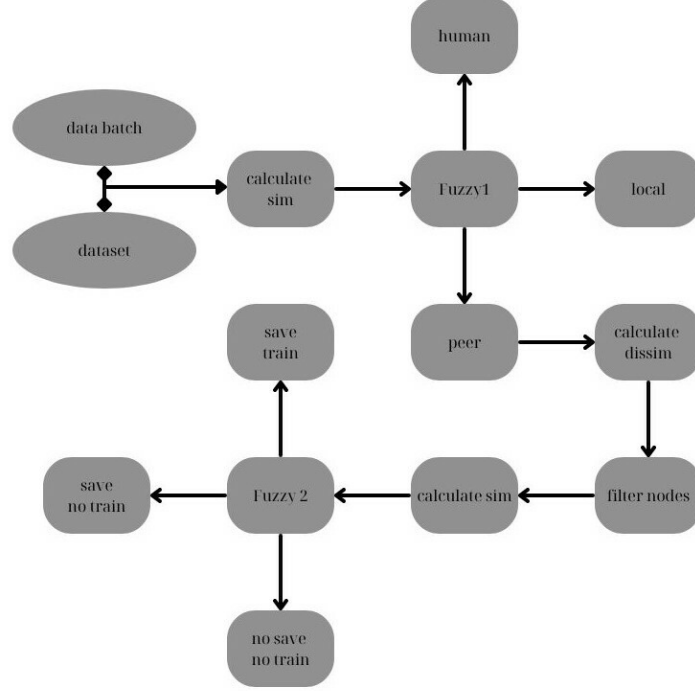 human
data batch
calculate
sim
Fuzzy1
local
dataset
save
train
peer
calculate
dissim
save
no train
Fuzzy 2
calculate sim
filter nodes
no save
no train